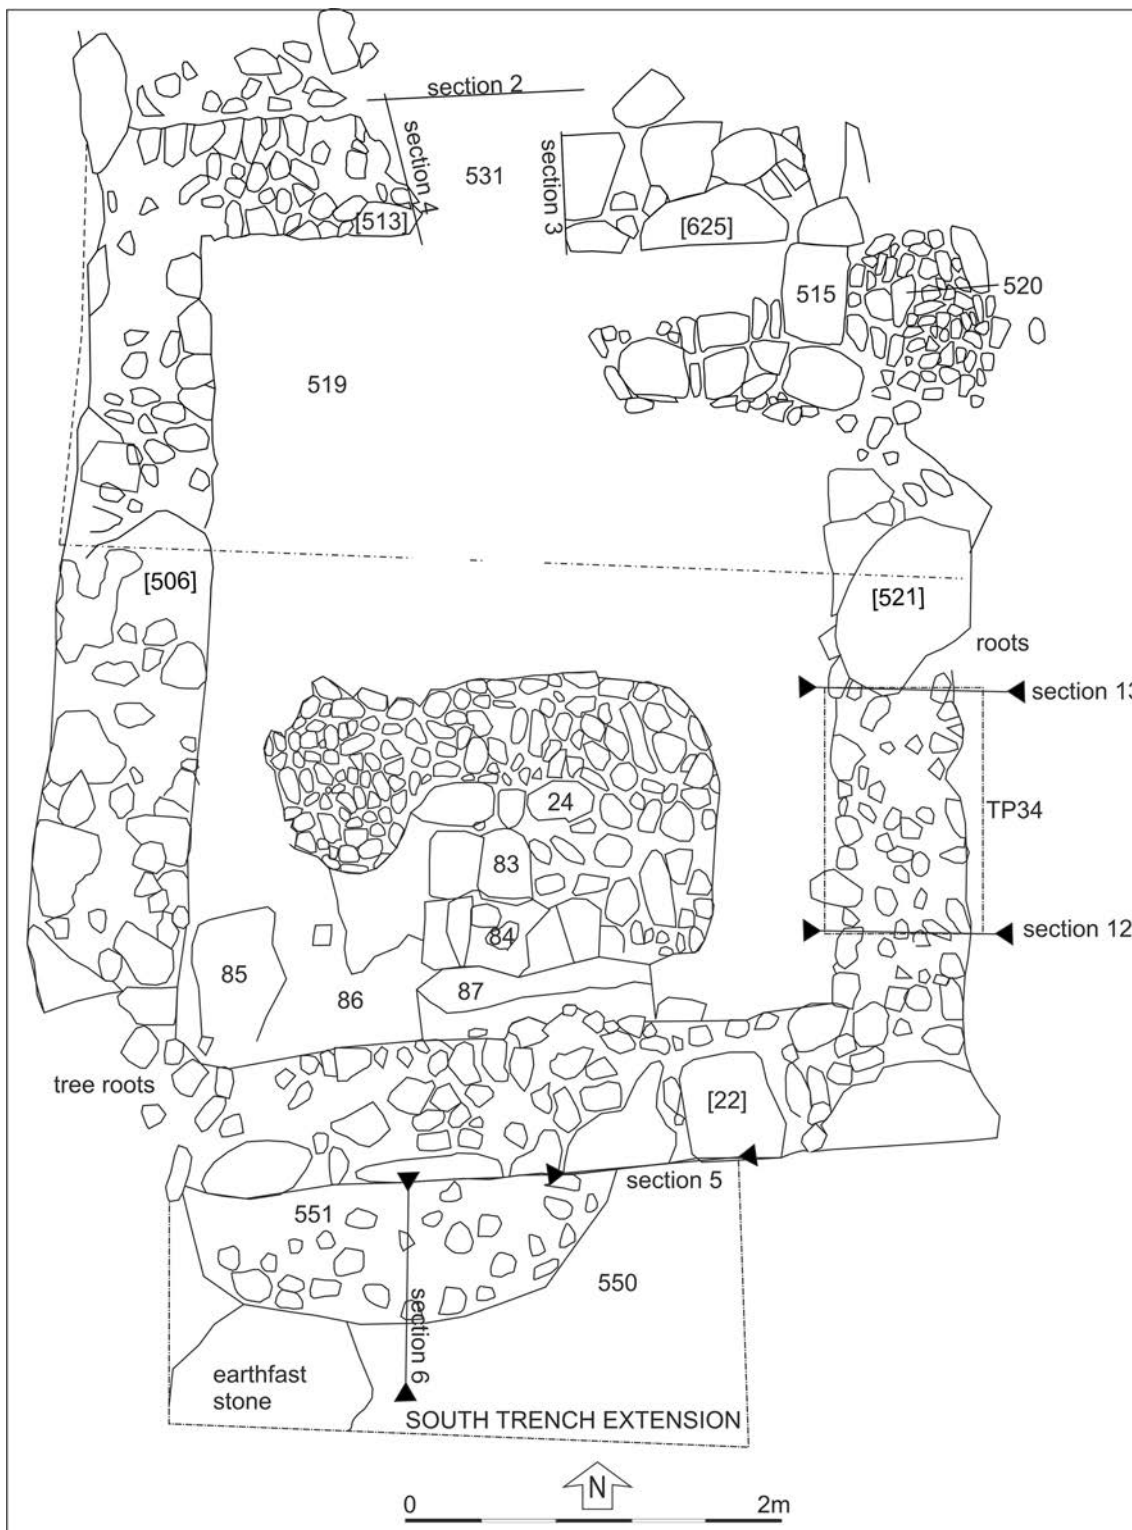 section 2
section 4
531
section 3
[513]
[625]
515
520
519
[506]
[521]
roots
section 13
24
TP34
83
84
section 12
85
86
87
tree roots
[22]
section 5
551
550
section 6
earthfast
stone
SOUTH TRENCH EXTENSION
N
0
2m